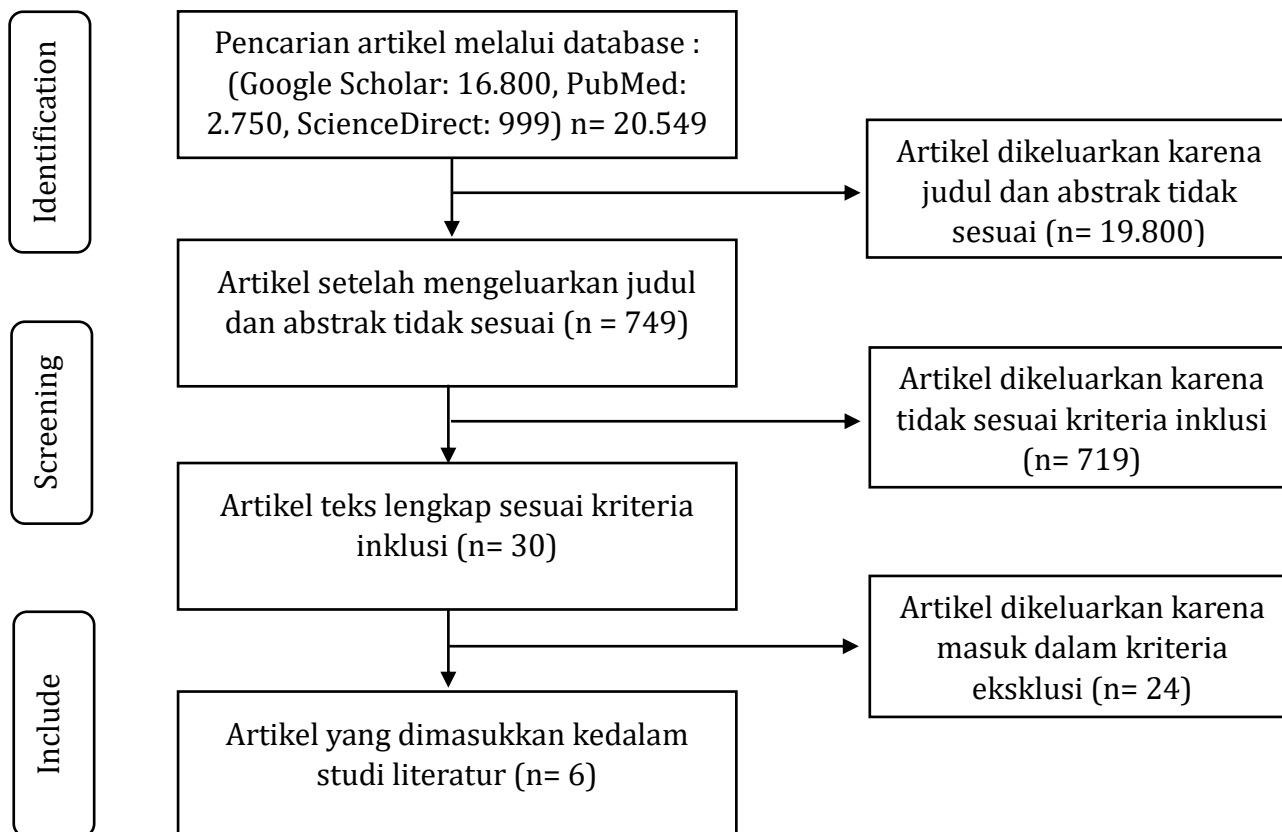 Identification
Pencarian artikel melalui database :
(Google Scholar: 16.800, PubMed:
2.750, ScienceDirect: 999) n= 20.549
Artikel dikeluarkan karena
judul dan abstrak tidak
sesuai (n= 19.800)
Artikel setelah mengeluarkan judul
dan abstrak tidak sesuai (n = 749)
Screening
Artikel dikeluarkan karena
tidak sesuai kriteria inklusi
(n= 719)
Artikel teks lengkap sesuai kriteria
inklusi (n= 30)
Include
Artikel dikeluarkan karena
masuk dalam kriteria
eksklusi (n= 24)
Artikel yang dimasukkan kedalam
studi literatur (n= 6)